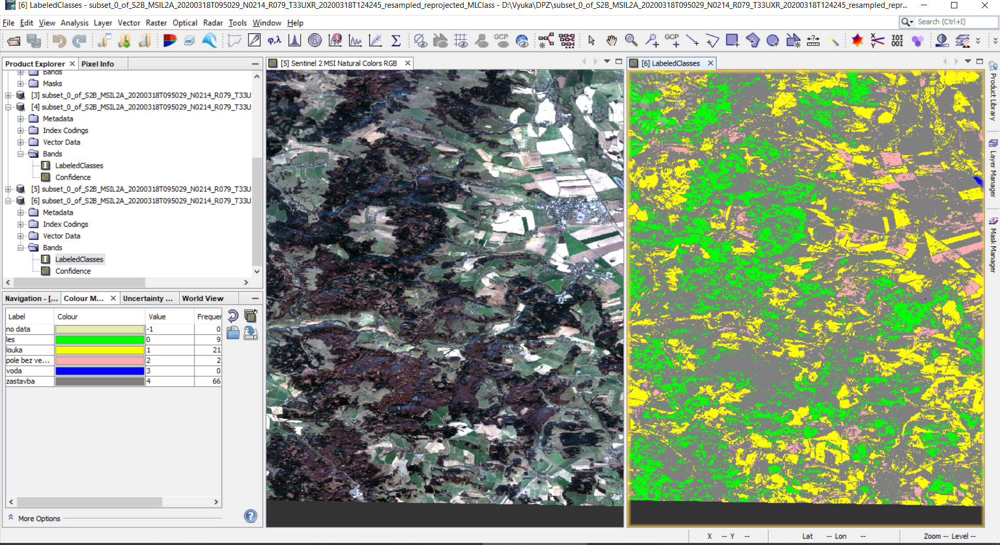 [6] LabeledClasses - subset_0_of_S2B_MSIL2A_20200318T095029_N0214_R079_T33UXR_20200318T124245_resampled_reprojected_MLClass - D:\Vyuka\DPZ\subset_0_of_S2B_MSIL2A_20200318T095029_N0214_R079_T33UXR_20200318T124245_resampled_repr...
File Edit View Analysis Layer Vector Raster Optical Radar Tools Window Help
Search (Ctrl+I)
φ,λ
Σ
GCP
GCP
Product Explorer
Pixel Info
Bands
Masks
[3] subset_0_of_S2B_MSIL2A_20200318T095029_N0214_R079_T33U
[4] subset_0_of_S2B_MSIL2A_20200318T095029_N0214_R079_T33U
Metadata
Index Codings
Vector Data
Bands
LabeledClasses
Confidence
[5] subset_0_of_S2B_MSIL2A_20200318T095029_N0214_R079_T33U
[6] subset_0_of_S2B_MSIL2A_20200318T095029_N0214_R079_T33U
Metadata
Index Codings
Vector Data
Bands
LabeledClasses
Confidence
Navigation - [...
Colour M...
Uncertainty ...
World View
Label Colour Value Frequer
no data -1 0
les 0 9
louka 1 21
pole bez ve... 2 2
voda 3 0
zastavba 4 66
More Options
[5] Sentinel 2 MSI Natural Colors RGB
[6] LabeledClasses
Product Library
Layer Manager
Mask Manager
X -- Y --
Lat -- Lon --
Zoom -- Level --